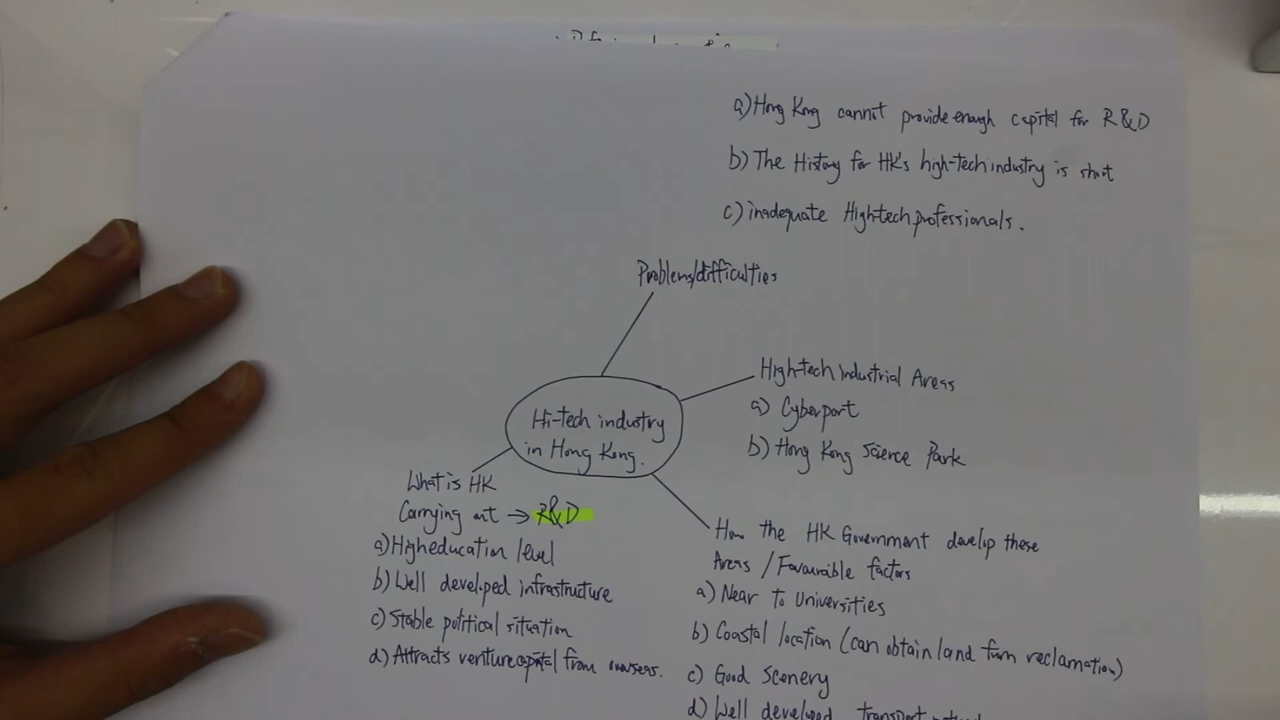 a) Hong Kong cannot provide enough capital for R&D
b) The History for HK's high-tech industry is short
c) inadequate High-tech professionals.
Problems/difficulties
High-tech Industrial Areas
a) Cyberport
b) Hong Kong Science Park
Hi-tech industry
in Hong Kong.
What is HK
Carrying out → R&D
a) High education level
b) Well developed infrastructure
c) Stable political situation
d) Attracts venture capital from overseas.
How the HK Government develop these
Areas / Favourable factors
a) Near to Universities
b) Coastal location (can obtain land from reclamation)
c) Good Scenery
d) Well developed transport